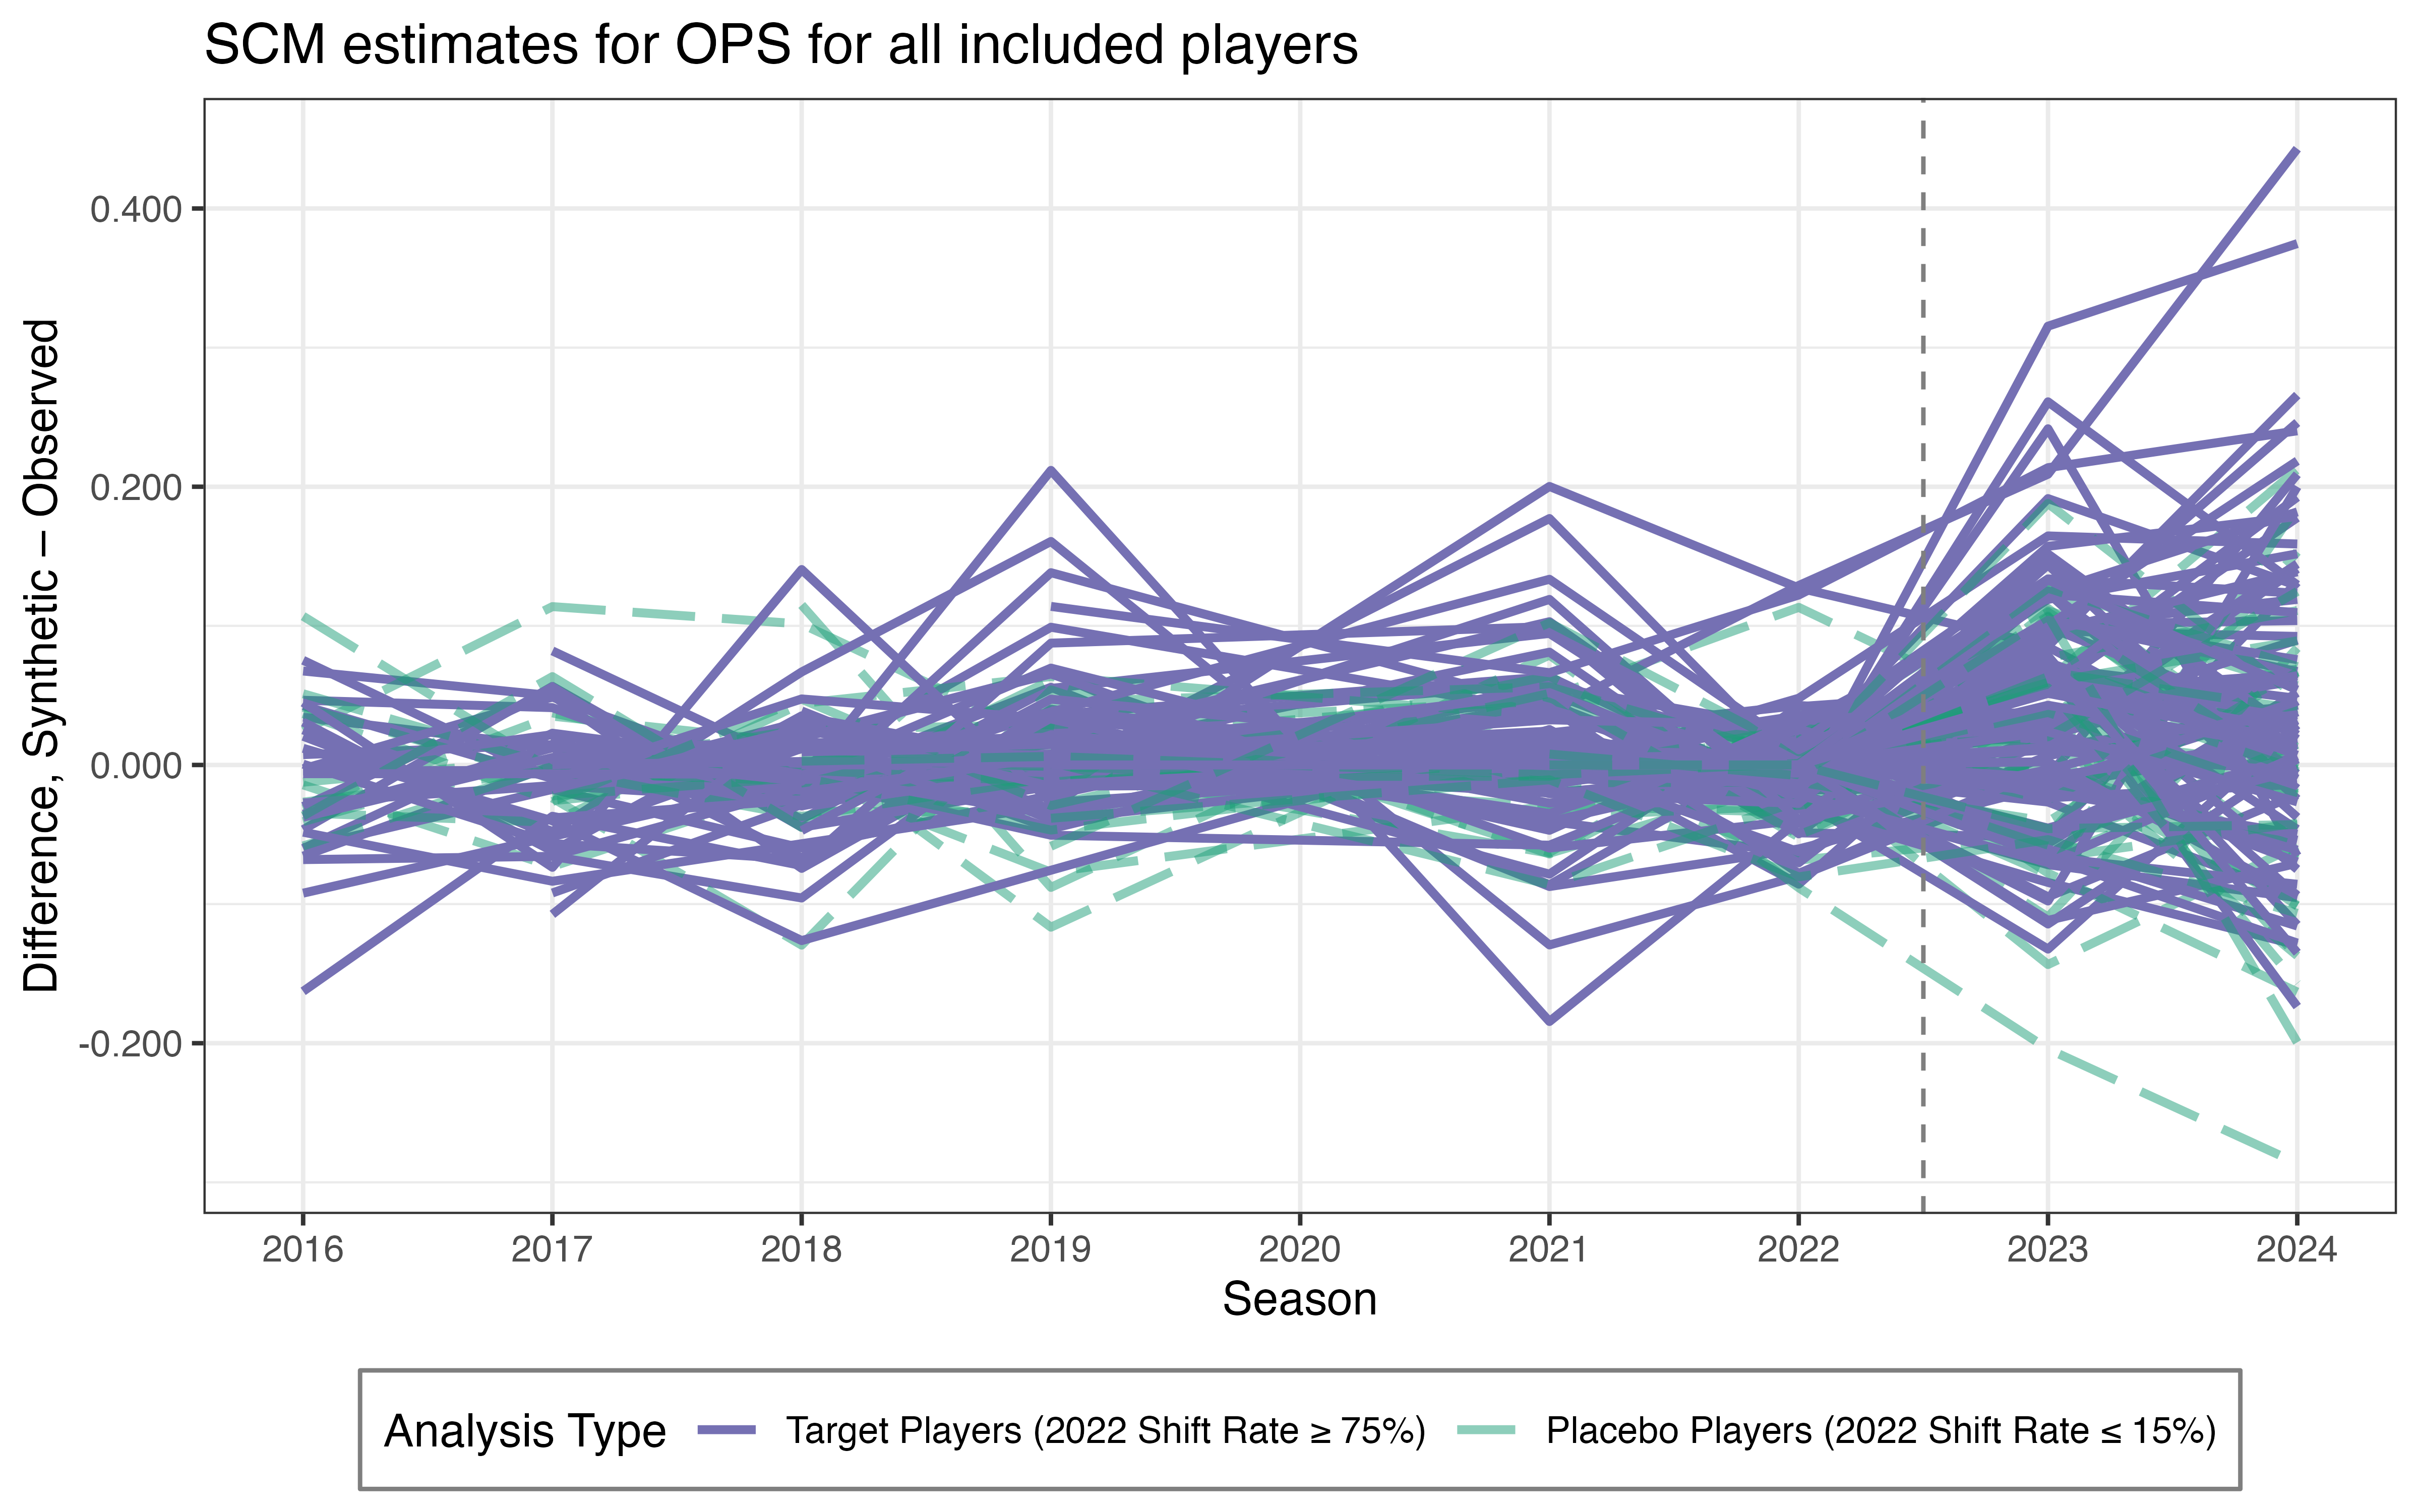 SCM estimates for OPS for all included players
Difference, Synthetic – Observed
0.400
0.200
0.000
-0.200
2016 2017 2018 2019 2020 2021 2022 2023 2024
Season
Analysis Type Target Players (2022 Shift Rate ≥ 75%) Placebo Players (2022 Shift Rate ≤ 15%)